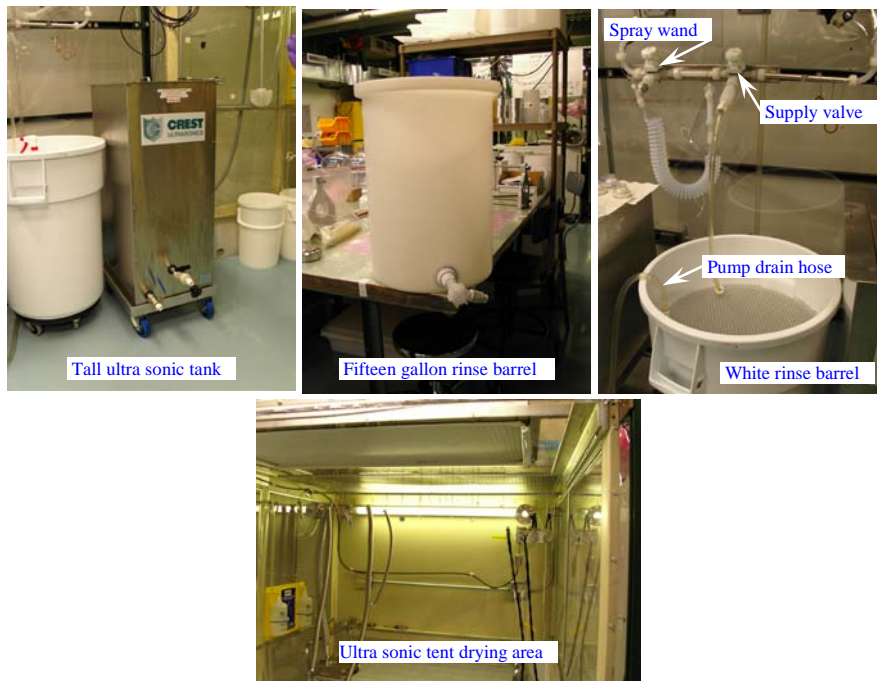 CREST
ULTRASONICS
Tall ultra sonic tank
Fifteen gallon rinse barrel
Spray wand
Supply valve
Pump drain hose
White rinse barrel
Ultra sonic tent drying area